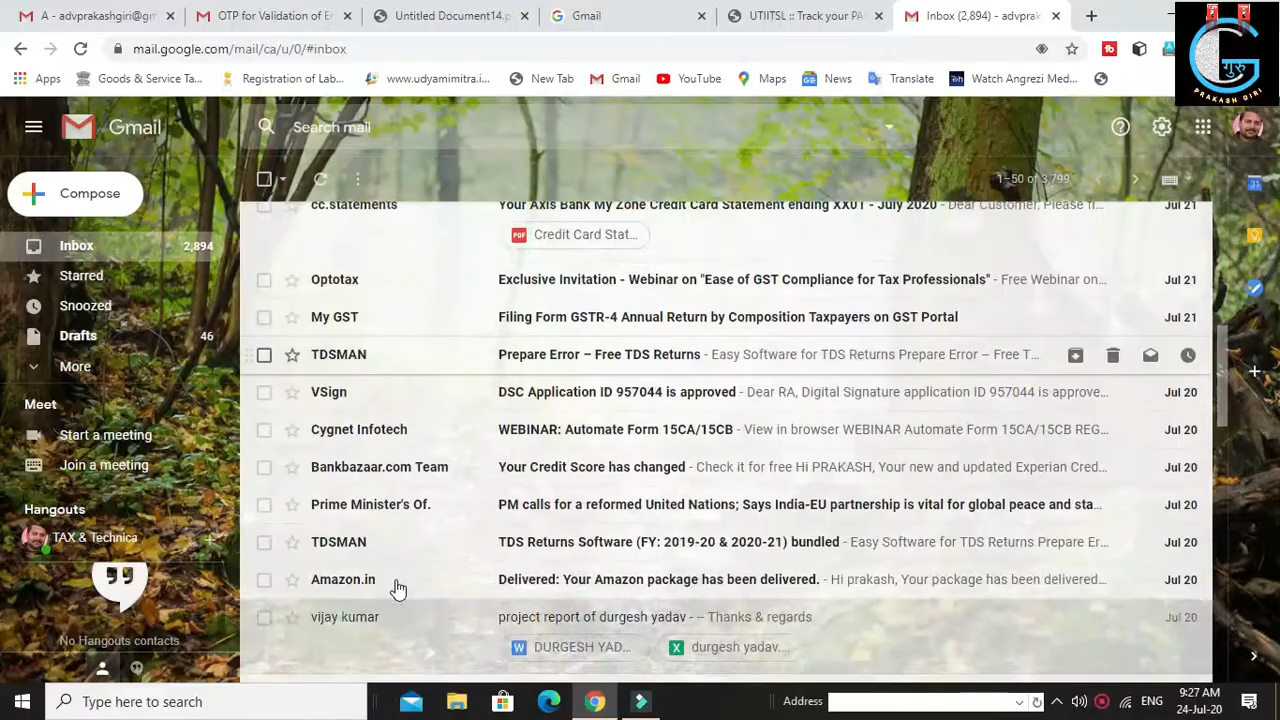 A - advprakashgiri@gm
OTP for Validation of E
Untitled Document14.p
Gmail
UTIITSL :: Track your PA
Inbox (2,894) - advprak
mail.google.com/mail/ca/u/0/#inbox
Apps Goods & Service Ta... Registration of Lab... www.udyamimitra.i... New Tab Gmail YouTube Maps News Translate Watch Angrezi Med...
गुरु
PRAKASH GIRI
Gmail
Search mail
Compose
1–50 of 3,799
Inbox 2,894
Starred
Snoozed
Drafts 46
More
Meet
Start a meeting
Join a meeting
Hangouts
TAX & Technica
No Hangouts contacts
cc.statements Your Axis Bank My Zone Credit Card Statement ending XX01 - July 2020 - Dear Customer, Please fi... Jul 21
PDF Credit Card Stat...
Optotax Exclusive Invitation - Webinar on "Ease of GST Compliance for Tax Professionals" - Free Webinar on... Jul 21
My GST Filing Form GSTR-4 Annual Return by Composition Taxpayers on GST Portal Jul 21
TDSMAN Prepare Error – Free TDS Returns - Easy Software for TDS Returns Prepare Error – Free T...
VSign DSC Application ID 957044 is approved - Dear RA, Digital Signature application ID 957044 is approve... Jul 20
Cygnet Infotech WEBINAR: Automate Form 15CA/15CB - View in browser WEBINAR Automate Form 15CA/15CB REG... Jul 20
Bankbazaar.com Team Your Credit Score has changed - Check it for free Hi PRAKASH, Your new and updated Experian Cred... Jul 20
Prime Minister's Of. PM calls for a reformed United Nations; Says India-EU partnership is vital for global peace and sta... Jul 20
TDSMAN TDS Returns Software (FY: 2019-20 & 2020-21) bundled - Easy Software for TDS Returns Prepare Er... Jul 20
Amazon.in Delivered: Your Amazon package has been delivered. - Hi prakash, Your package has been delivered... Jul 20
vijay kumar project report of durgesh yadav - -- Thanks & regards Jul 20
W DURGESH YAD... X durgesh yadav....
Type here to search
Address
ENG
9:27 AM
24-Jul-20